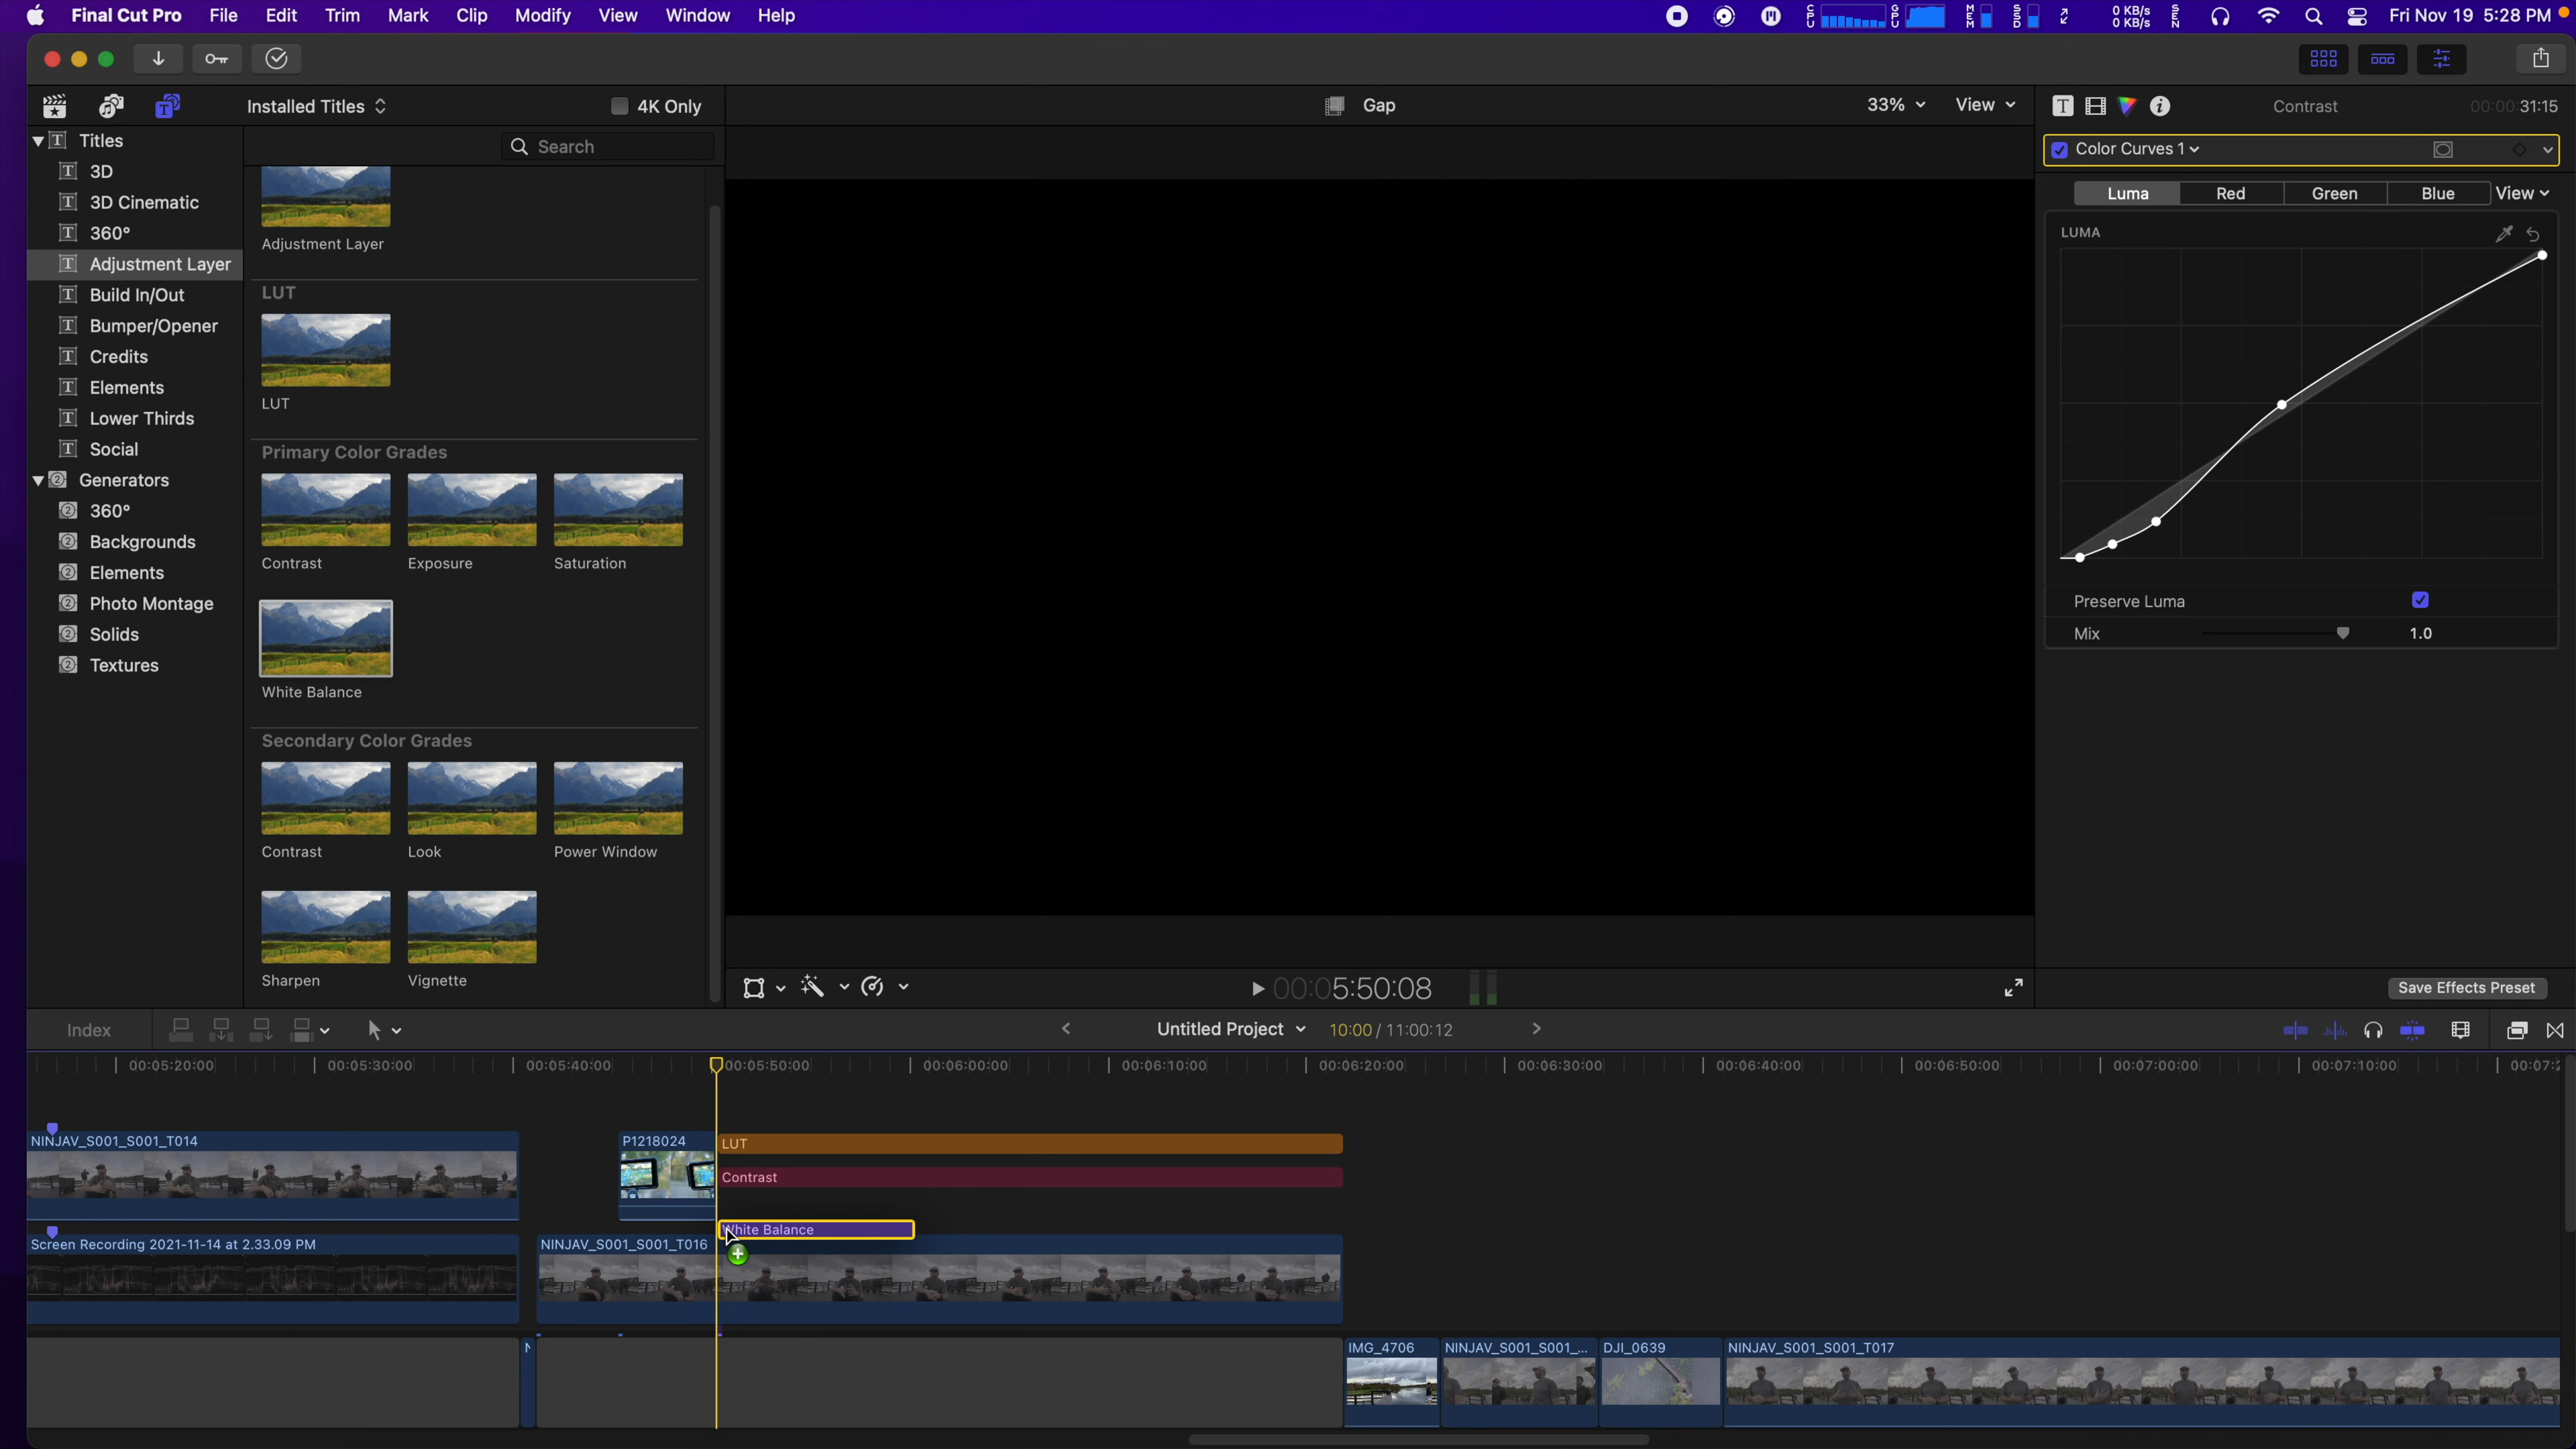 Final Cut Pro File Edit Trim Mark Clip Modify View Window Help
CPU GPU MEM SSD 0 KB/s 0 KB/s SEN Fri Nov 19 5:28 PM
Installed Titles 4K Only
Search
Titles
3D
3D Cinematic
360°
Adjustment Layer
Build In/Out
Bumper/Opener
Credits
Elements
Lower Thirds
Social
Generators
360°
Backgrounds
Elements
Photo Montage
Solids
Textures
Adjustment Layer
LUT
LUT
Primary Color Grades
Contrast Exposure Saturation
White Balance
Secondary Color Grades
Contrast Look Power Window
Sharpen Vignette
Gap 33% View
00:00:05:50:08
Contrast 00:00:31:15
Color Curves 1
Luma Red Green Blue View
LUMA
Preserve Luma
Mix 1.0
Save Effects Preset
Index Untitled Project 10:00 / 11:00:12
00:05:20:00 00:05:30:00 00:05:40:00 00:05:50:00 00:06:00:00 00:06:10:00 00:06:20:00 00:06:30:00 00:06:40:00 00:06:50:00 00:07:00:00 00:07:10:00 00:07:2
NINJAV_S001_S001_T014 P1218024 LUT
Contrast
White Balance
Screen Recording 2021-11-14 at 2.33.09 PM NINJAV_S001_S001_T016
IMG_4706 NINJAV_S001_S001_... DJI_0639 NINJAV_S001_S001_T017